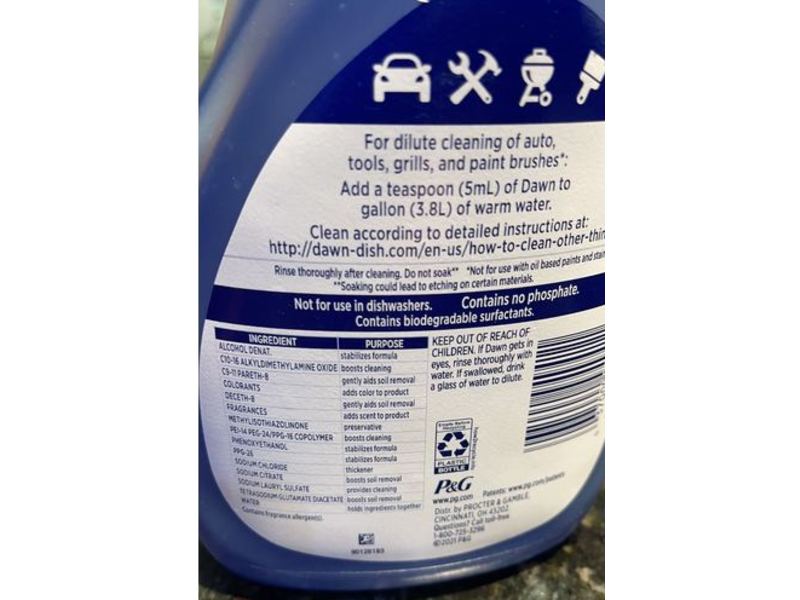 For dilute cleaning of auto,
tools, grills, and paint brushes*:
Add a teaspoon (5mL) of Dawn to
gallon (3.8L) of warm water.
Clean according to detailed instructions at:
http://dawn-dish.com/en-us/how-to-clean-other-thin
Rinse thoroughly after cleaning. Do not soak** *Not for use with oil based paints and stain
**Soaking could lead to etching on certain materials.
Not for use in dishwashers. Contains no phosphate.
Contains biodegradable surfactants.
INGREDIENT PURPOSE
ALCOHOL DENAT. stabilizes formula
C10-16 ALKYLDIMETHYLAMINE OXIDE boosts cleaning
C9-11 PARETH-8 gently aids soil removal
COLORANTS adds color to product
DECETH-8 gently aids soil removal
FRAGRANCES adds scent to product
METHYLISOTHIAZOLINONE preservative
PEI-14 PEG-24/PPG-16 COPOLYMER boosts cleaning
PHENOXYETHANOL stabilizes formula
PPG-26 stabilizes formula
SODIUM CHLORIDE thickener
SODIUM CITRATE boosts soil removal
SODIUM LAURYL SULFATE provides cleaning
TETRASODIUM GLUTAMATE DIACETATE boosts soil removal
WATER holds ingredients together
Contains fragrance allergen(s).
90128183
KEEP OUT OF REACH OF
CHILDREN. If Dawn gets in
eyes, rinse thoroughly with
water. If swallowed, drink
a glass of water to dilute.
PLASTIC
BOTTLE
P&G
www.pg.com Patents: www.pg.com/patents
Distr. by PROCTER & GAMBLE,
CINCINNATI, OH 45202
Questions? Call toll-free
1-800-725-3296
©2021 P&G